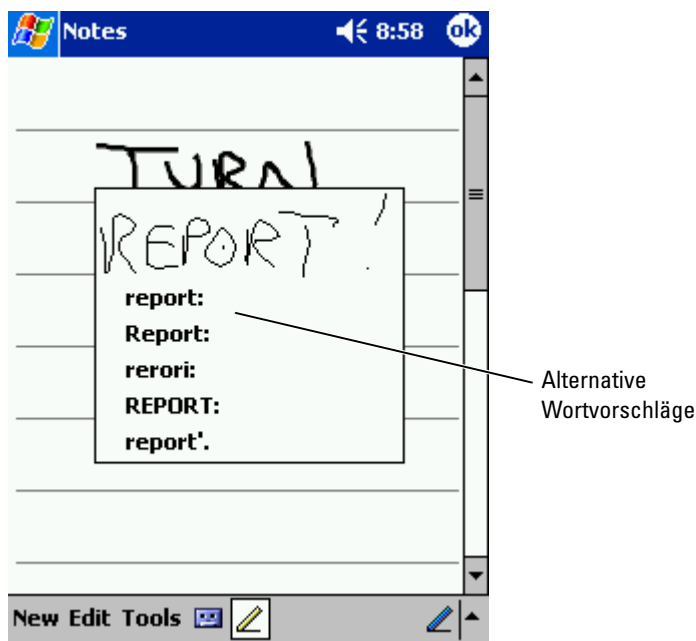 Notes 8:58 ok
TURN
REPORT!
report:
Report:
rerori:
REPORT:
report'.
Alternative
Wortvorschläge
New Edit Tools